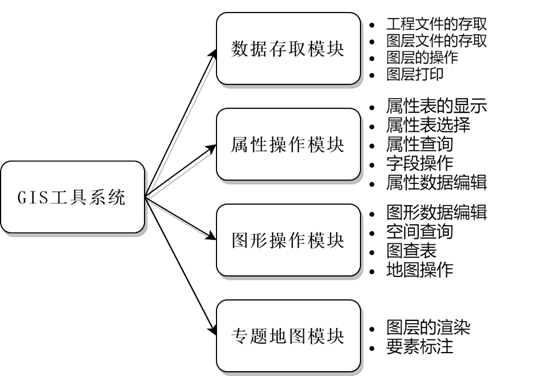 GIS工具系统
数据存取模块
工程文件的存取
图层文件的存取
图层的操作
图层打印
属性操作模块
属性表的显示
属性表选择
属性查询
字段操作
属性数据编辑
图形操作模块
图形数据编辑
空间查询
图查表
地图操作
专题地图模块
图层的渲染
要素标注